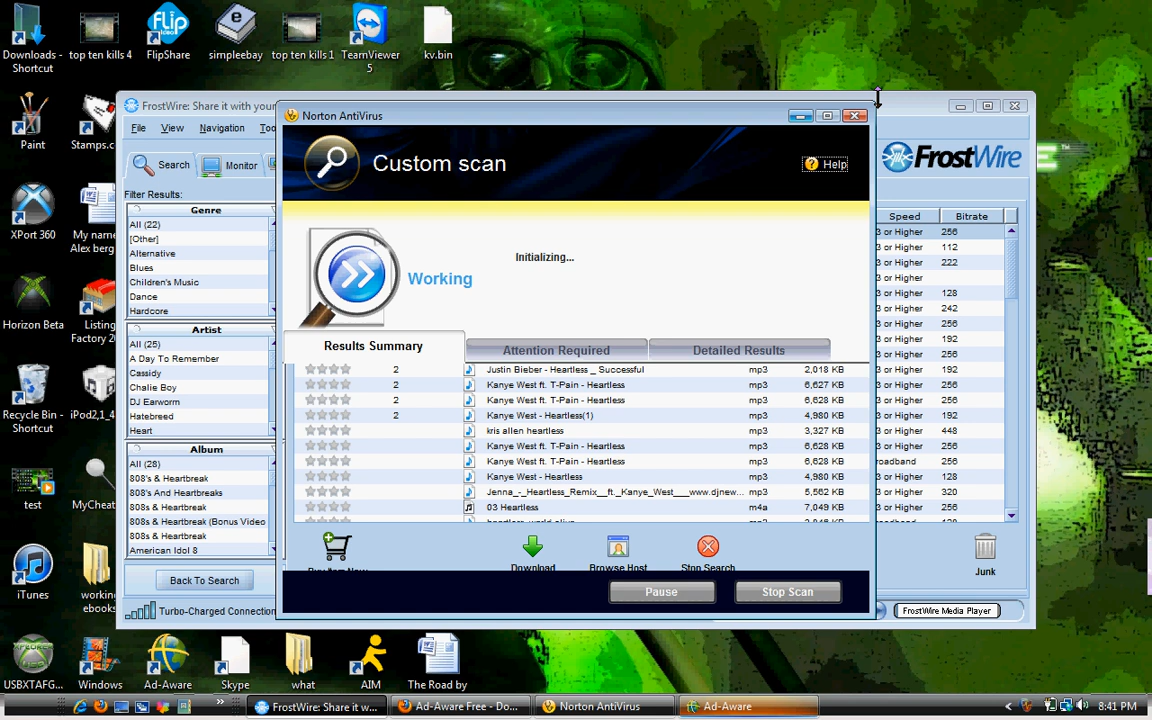 Downloads - Shortcut
top ten kills 4
FlipShare
simpleebay
top ten kills 1
TeamViewer 5
kv.bin
Paint
Stamps.c
XPort 360
My name
Alex berg
Horizon Beta
Listing
Factory 20
Recycle Bin - Shortcut
iPod2,1_4
test
MyCheat
iTunes
working
ebooks
USBXTAFG...
Windows
Ad-Aware
Skype
what
AIM
The Road by
FrostWire: Share it with your
File View Navigation Too
Search
Monitor
FrostWire
Filter Results:
Genre
All (22)
[Other]
Alternative
Blues
Children's Music
Dance
Hardcore
Artist
All (25)
A Day To Remember
Cassidy
Chalie Boy
DJ Earworm
Hatebreed
Heart
Album
All (28)
808's & Heartbreak
808's And Heartbreaks
808s & Heartbreak
808s & Heartbreak (Bonus Video
808s & Heartbreak
American Idol 8
Back To Search
Turbo-Charged Connection
Norton AntiVirus
Custom scan
Help
Initializing...
Working
Results Summary
Attention Required
Detailed Results
2 Justin Bieber - Heartless _ Successful mp3 2,018 KB
2 Kanye West ft. T-Pain - Heartless mp3 6,627 KB
2 Kanye West ft. T-Pain - Heartless mp3 6,628 KB
2 Kanye West - Heartless(1) mp3 4,980 KB
kris allen heartless mp3 3,327 KB
Kanye West ft. T-Pain - Heartless mp3 6,628 KB
Kanye West ft. T-Pain - Heartless mp3 6,628 KB
Kanye West - Heartless mp3 4,980 KB
Jenna_-_Heartless_Remix__ft._Kanye_West___www.djnew... mp3 5,562 KB
03 Heartless m4a 7,049 KB
Download
Browse Host
Stop Search
Pause
Stop Scan
Speed Bitrate
3 or Higher 256
3 or Higher 112
3 or Higher 222
3 or Higher
3 or Higher 128
3 or Higher 242
3 or Higher 256
3 or Higher 192
3 or Higher 256
3 or Higher 192
3 or Higher 256
3 or Higher 256
3 or Higher 192
3 or Higher 448
3 or Higher 256
roadband 256
3 or Higher 128
3 or Higher 320
3 or Higher 256
Junk
FrostWire Media Player
FrostWire: Share it w...
Ad-Aware Free - Do...
Norton AntiVirus
Ad-Aware
8:41 PM